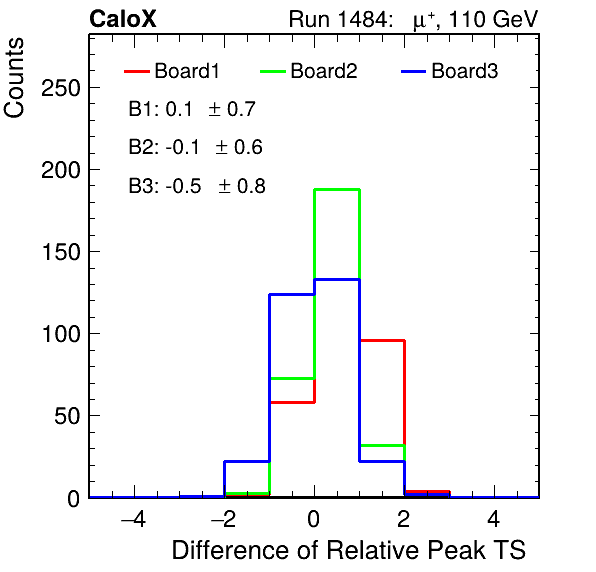 CaloX Run 1484: μ⁺, 110 GeV
Counts
Board1 Board2 Board3
B1: 0.1 ± 0.7
B2: -0.1 ± 0.6
B3: -0.5 ± 0.8
250
200
150
100
50
0
−4 −2 0 2 4
Difference of Relative Peak TS